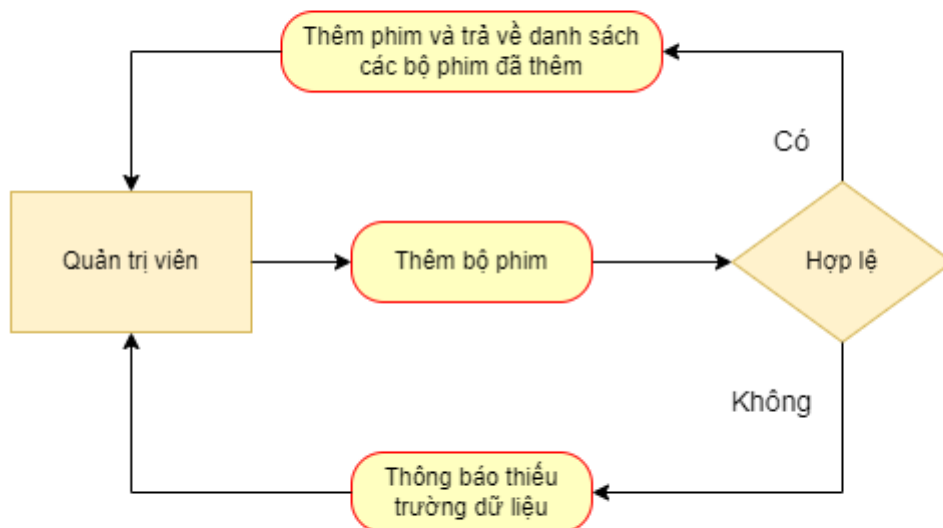 Thêm phim và trả về danh sách
các bộ phim đã thêm
Có
Quản trị viên
Thêm bộ phim
Hợp lệ
Không
Thông báo thiếu
trường dữ liệu